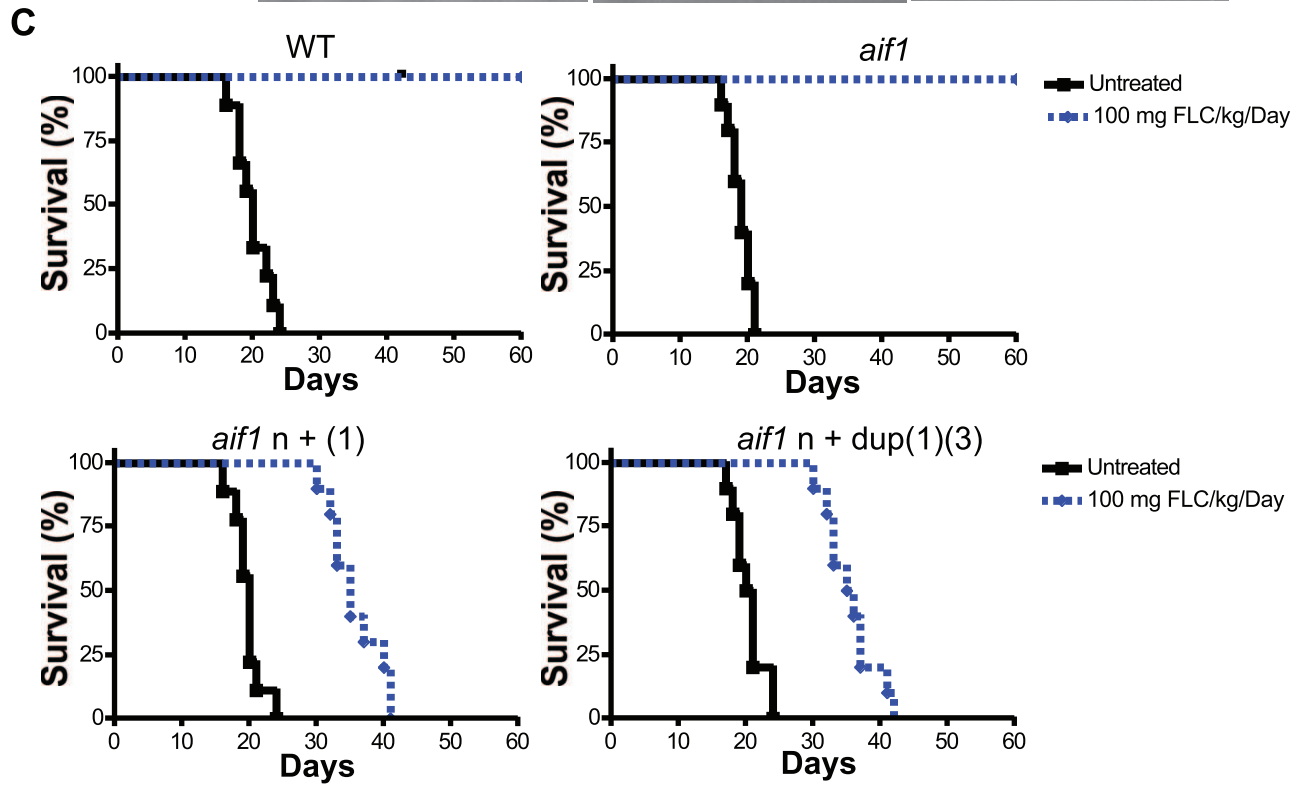 C
WT
Survival (%)
100
75
50
25
0
0 10 20 30 40 50 60
Days
aif1
Survival (%)
100
75
50
25
0
0 10 20 30 40 50 60
Days
Untreated
100 mg FLC/kg/Day
aif1 n + (1)
Survival (%)
100
75
50
25
0
0 10 20 30 40 50 60
Days
aif1 n + dup(1)(3)
Survival (%)
100
75
50
25
0
0 10 20 30 40 50 60
Days
Untreated
100 mg FLC/kg/Day